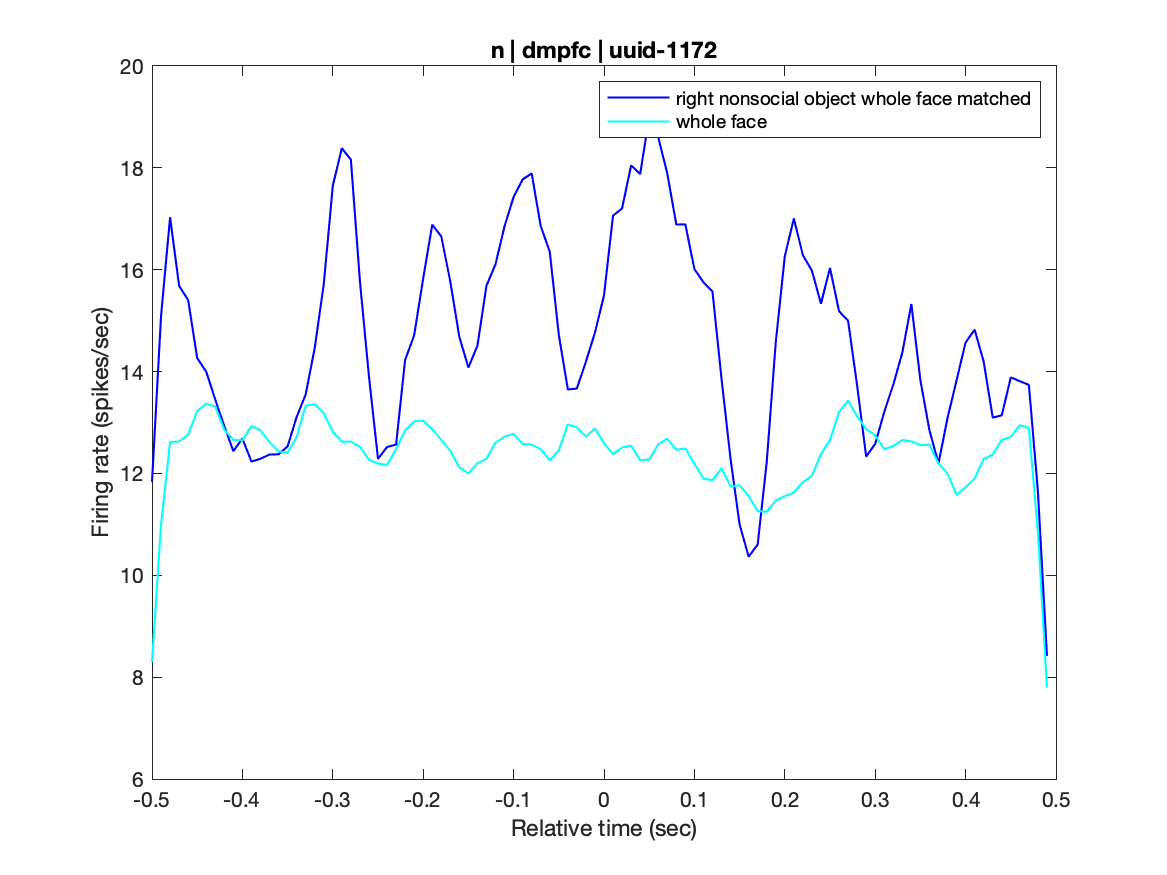 n | dmpfc | uuid-1172
right nonsocial object whole face matched
whole face
20
18
16
14
12
10
8
6
Firing rate (spikes/sec)
-0.5 -0.4 -0.3 -0.2 -0.1 0 0.1 0.2 0.3 0.4 0.5
Relative time (sec)